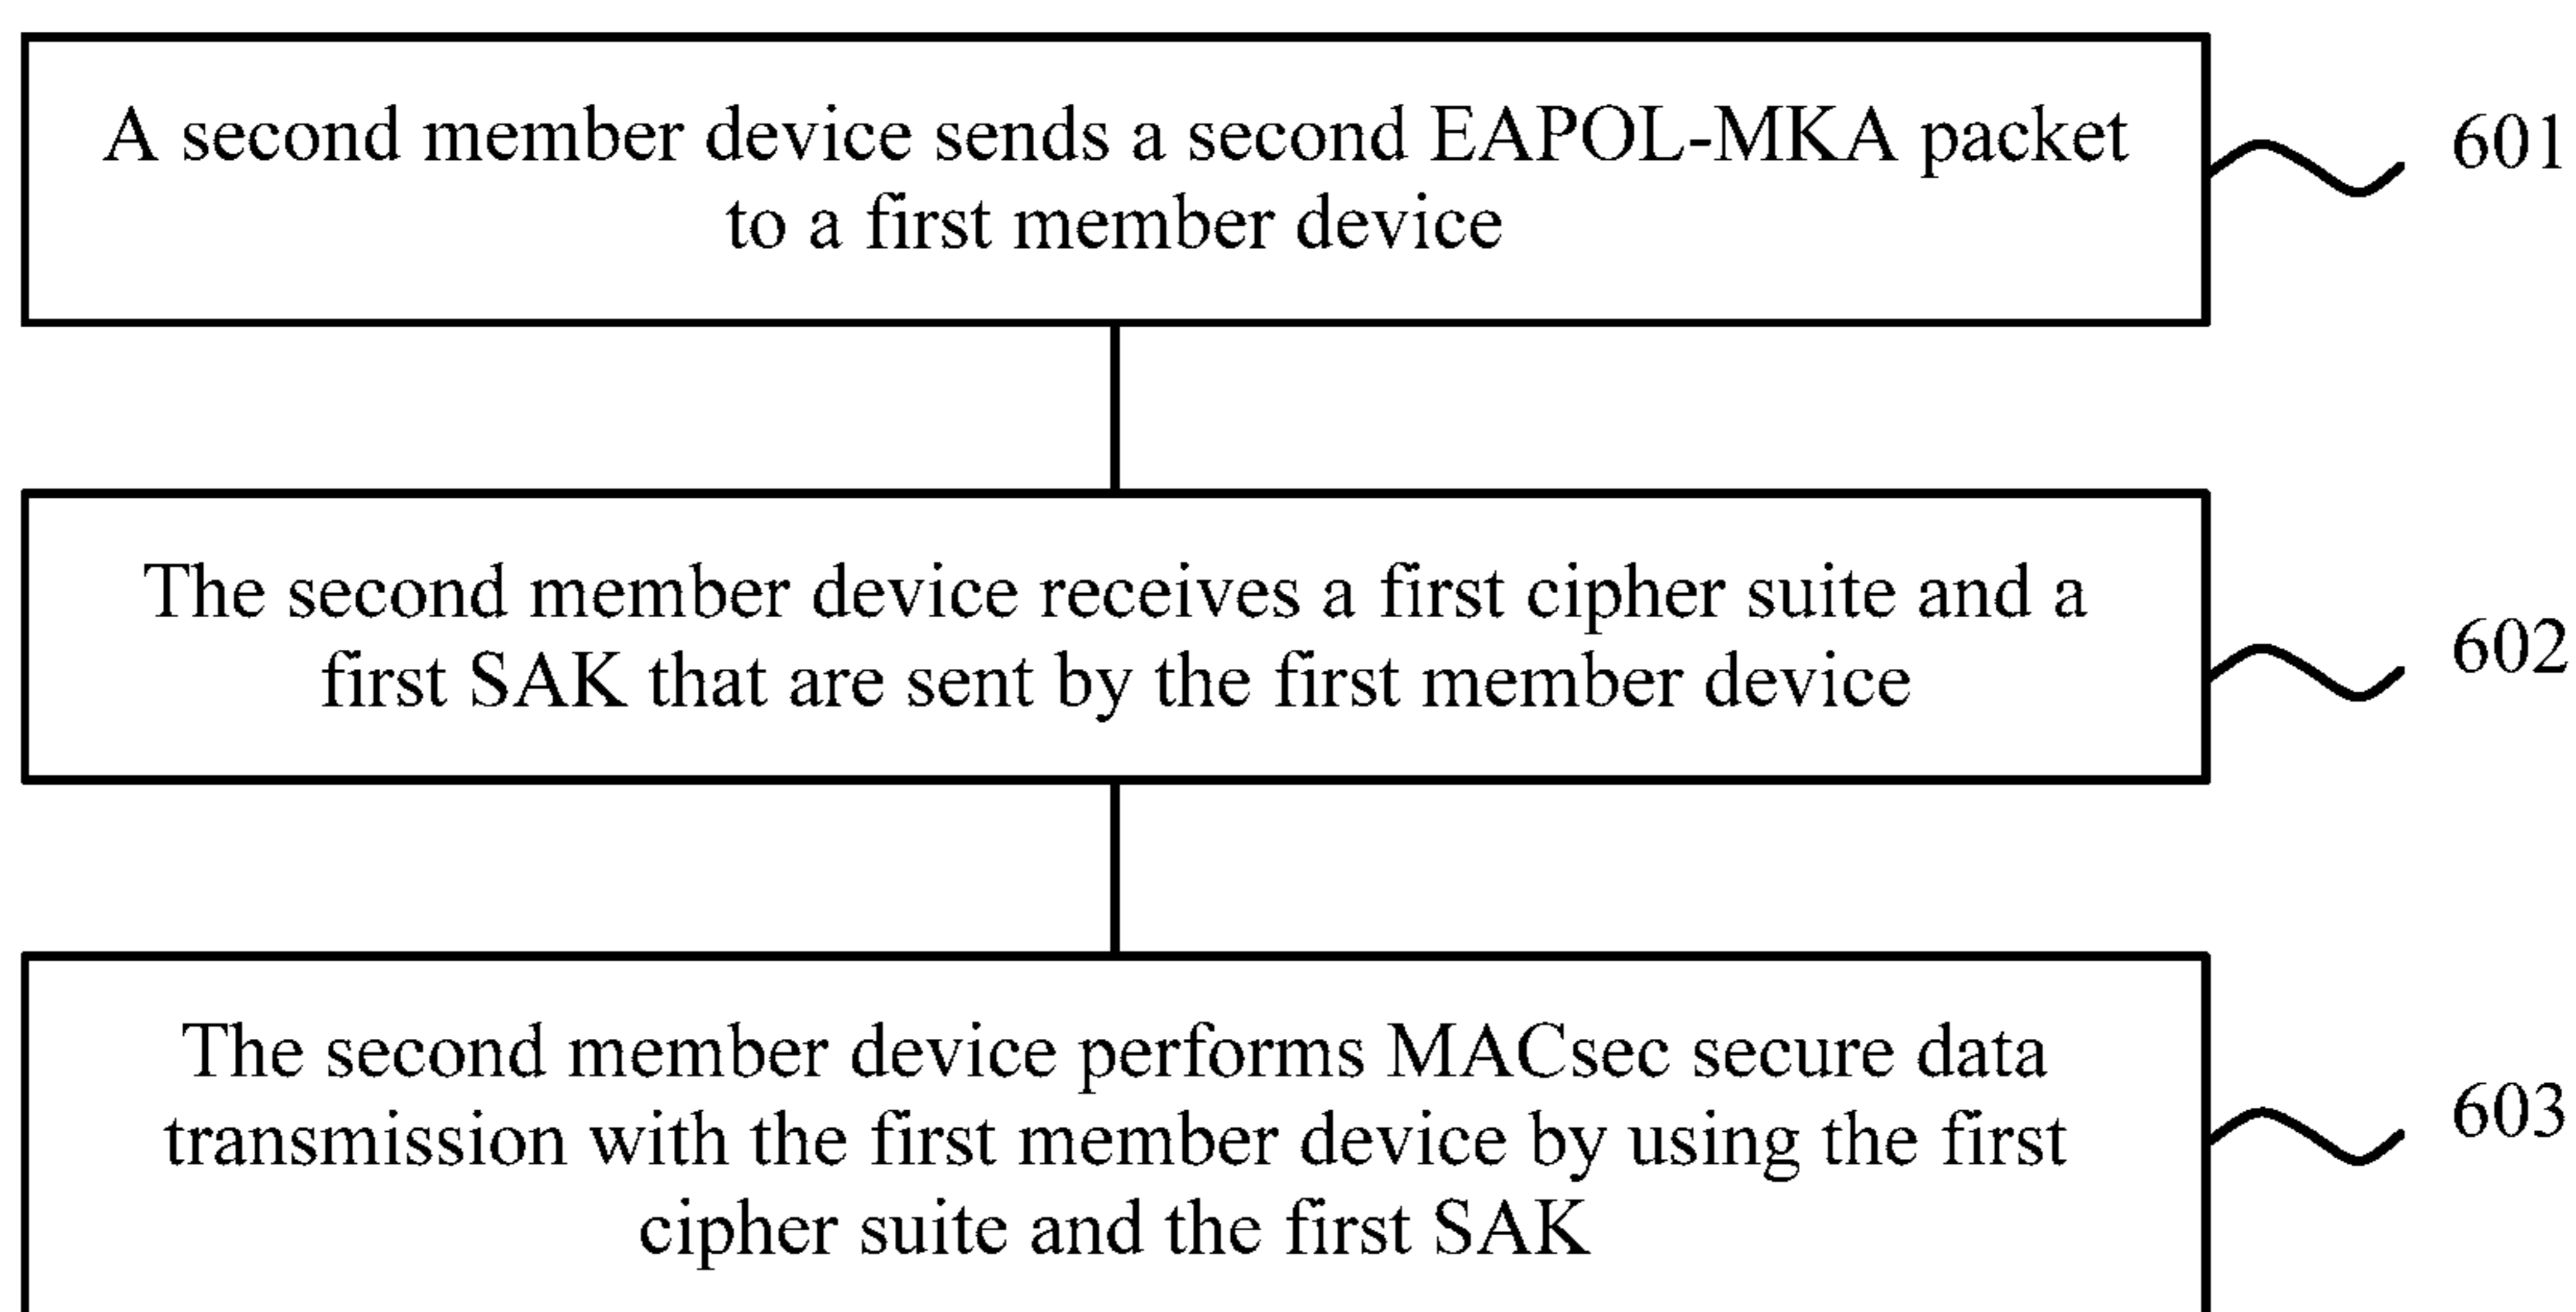 A second member device sends a second EAPOL-MKA packet
to a first member device
601
The second member device receives a first cipher suite and a
first SAK that are sent by the first member device
602
The second member device performs MACsec secure data
transmission with the first member device by using the first
cipher suite and the first SAK
603